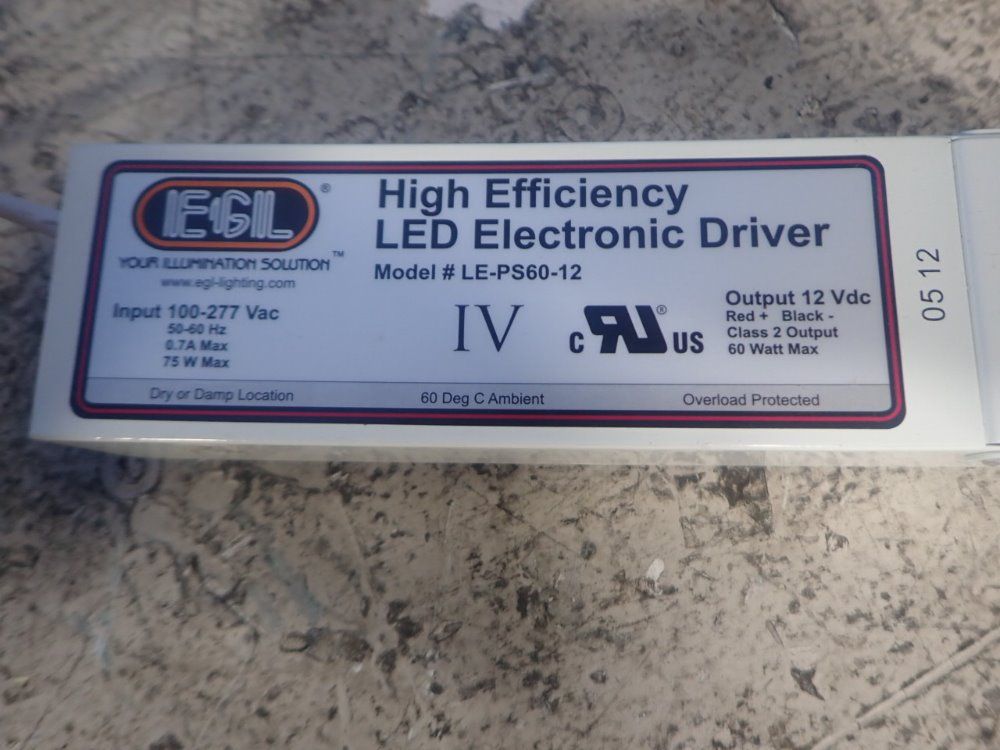 EGL®
YOUR ILLUMINATION SOLUTION™
www.egl-lighting.com
High Efficiency
LED Electronic Driver
Model # LE-PS60-12
Input 100-277 Vac
50-60 Hz
0.7A Max
75 W Max
IV
c RU® US
Output 12 Vdc
Red + Black -
Class 2 Output
60 Watt Max
Dry or Damp Location
60 Deg C Ambient
Overload Protected
0512